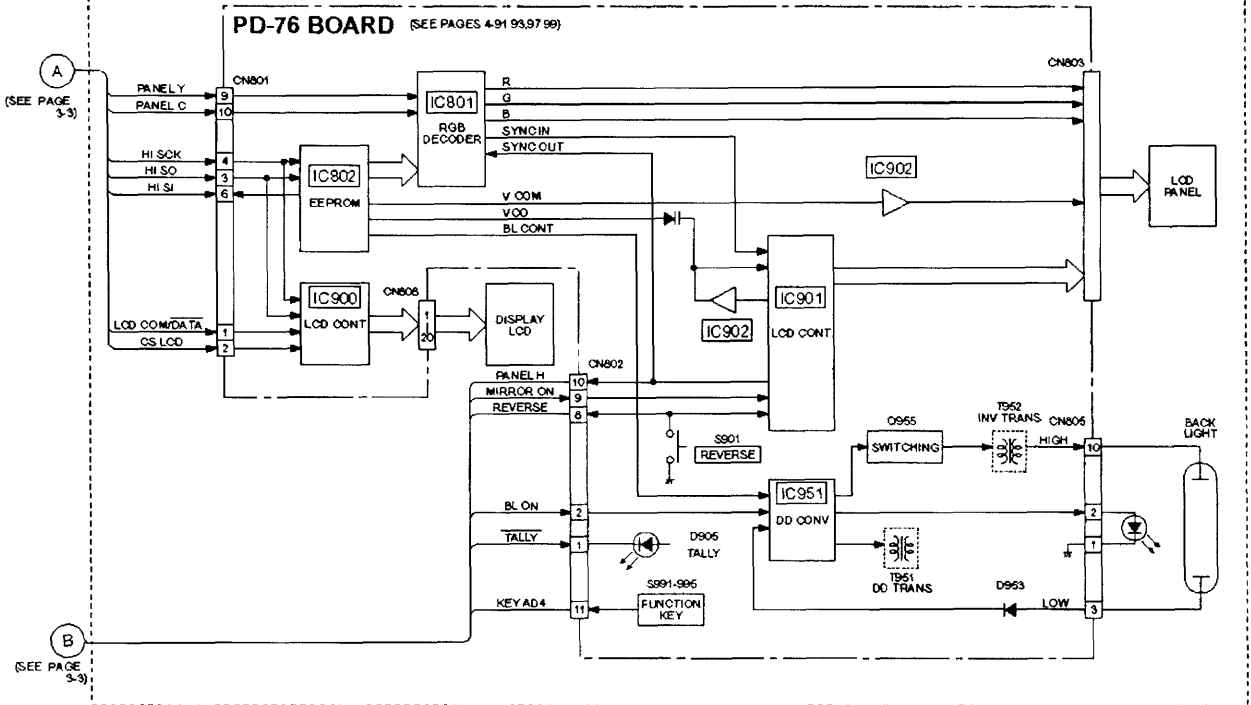 PD-76 BOARD (SEE PAGES 4-91 93,97 99)
A
(SEE PAGE
3-3)
PANEL Y
PANEL C
CN801
9
10
IC801
RGB
DECODER
R
G
B
SYNC IN
SYNC OUT
CN803
HI SCK
HI SO
HI SI
4
3
6
IC802
EEPROM
V COM
VCO
BL CONT
IC902
LCD
PANEL
IC900
LCD CONT
CN808
1
20
DISPLAY
LCD
IC902
IC901
LCD CONT
LCD COM/DATA
CS LCD
1
2
CN802
PANEL H
MIRROR ON
REVERSE
10
9
8
S901
REVERSE
Q955
SWITCHING
T952
INV TRANS
HIGH
CN805
10
BACK
LIGHT
IC951
DD CONV
BL ON
2
TALLY
1
D905
TALLY
T951
DD TRANS
2
1
S991-995
FUNCTION
KEY
KEY AD4
11
D953
LOW
3
B
(SEE PAGE
3-3)